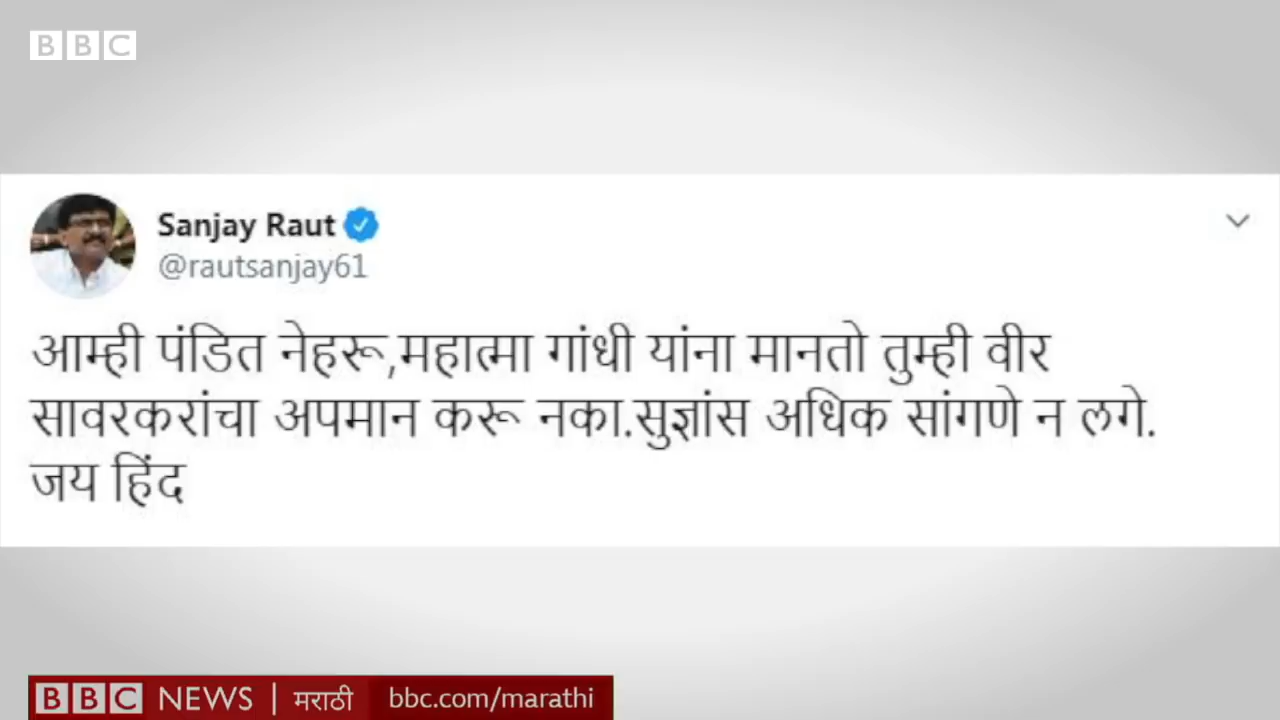 BBC
Sanjay Raut
@rautsanjay61
आम्ही पंडित नेहरू,महात्मा गांधी यांना मानतो तुम्ही वीर
सावरकरांचा अपमान करू नका.सुज्ञांस अधिक सांगणे न लगे.
जय हिंद
BBC NEWS | मराठी bbc.com/marathi